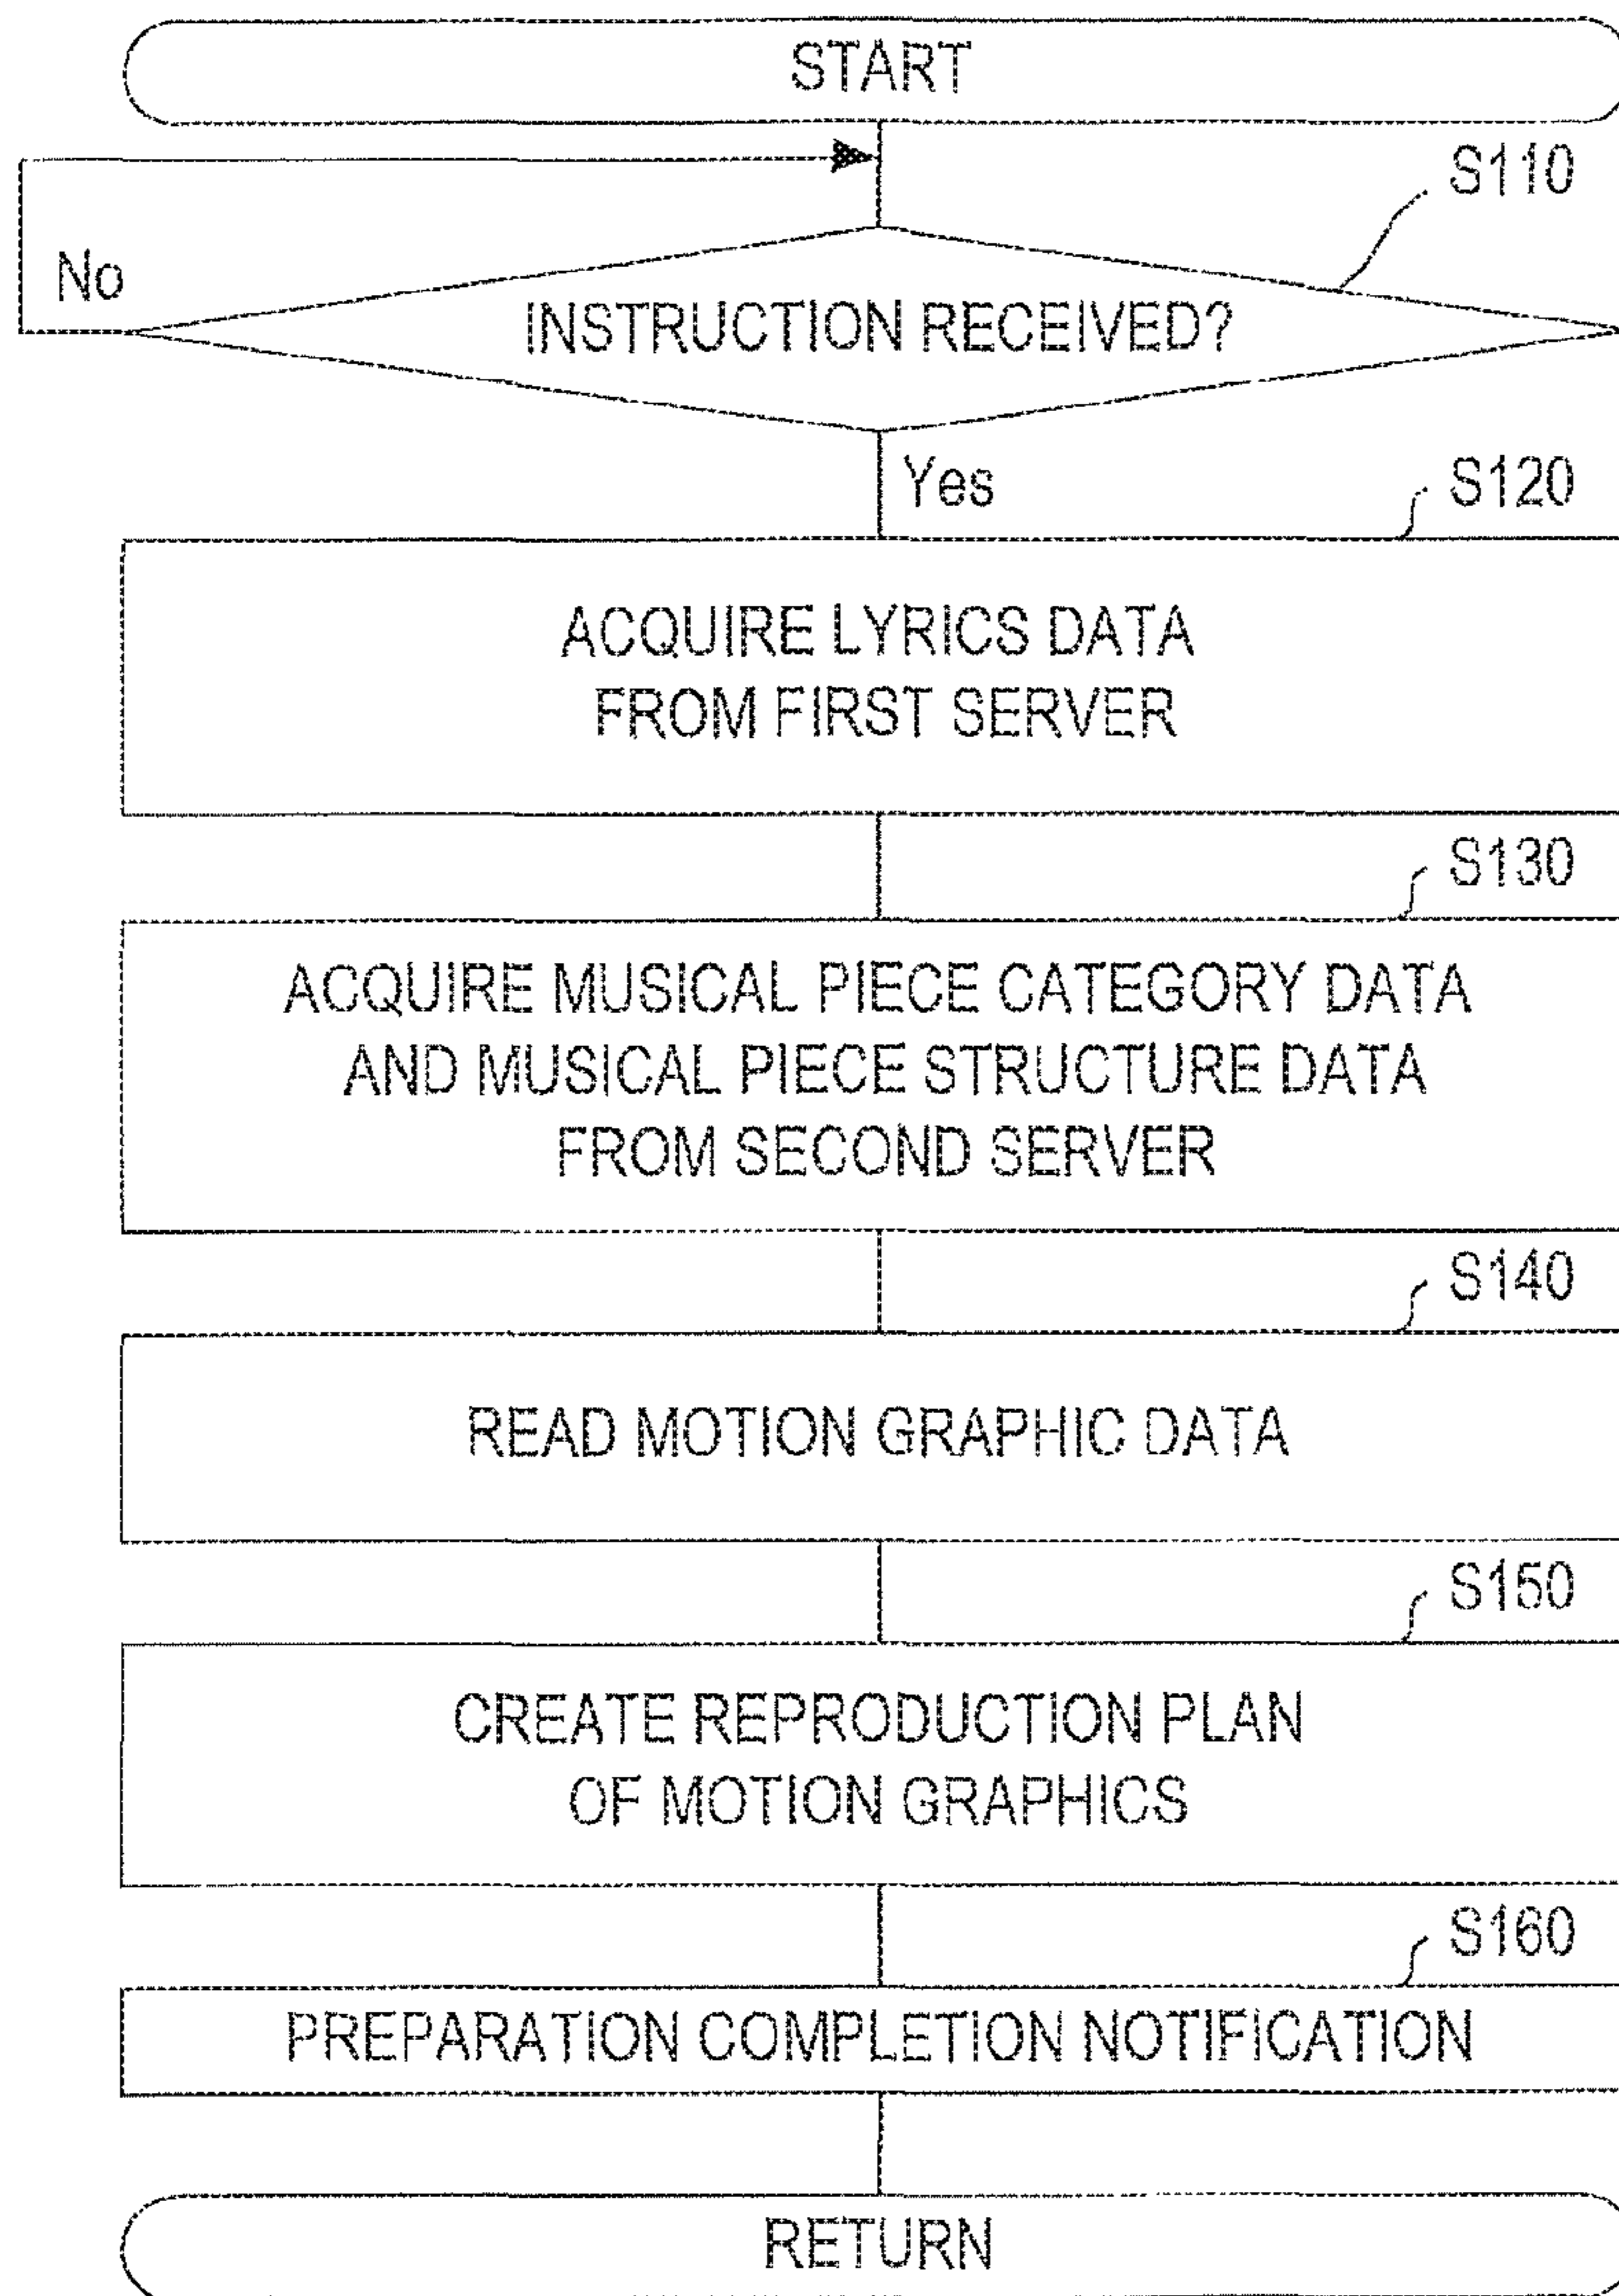 START
S110
No
INSTRUCTION RECEIVED?
Yes
S120
ACQUIRE LYRICS DATA
FROM FIRST SERVER
S130
ACQUIRE MUSICAL PIECE CATEGORY DATA
AND MUSICAL PIECE STRUCTURE DATA
FROM SECOND SERVER
S140
READ MOTION GRAPHIC DATA
S150
CREATE REPRODUCTION PLAN
OF MOTION GRAPHICS
S160
PREPARATION COMPLETION NOTIFICATION
RETURN